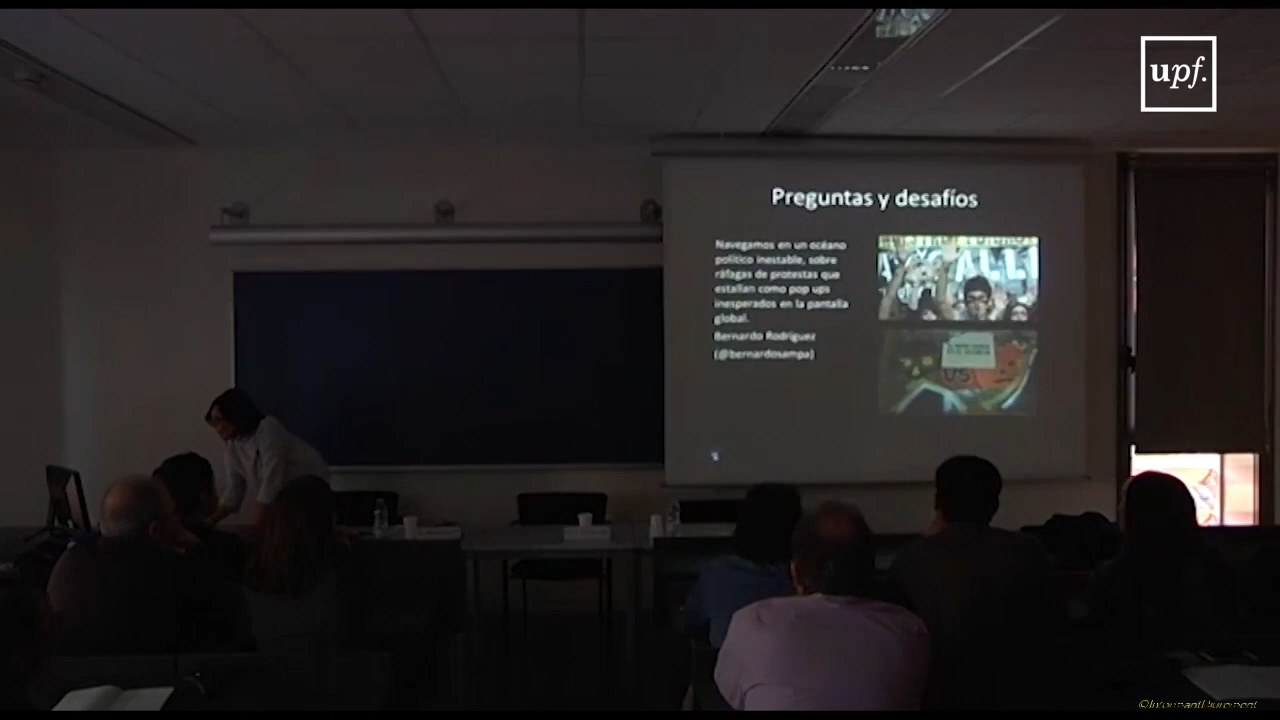 upf.
Preguntas y desafíos
Navegamos en un océano
político inestable, sobre
ráfagas de protestas que
estallan como pop ups
inesperados en la pantalla
global.
Bernardo Rodríguez
(@bernardosampa)